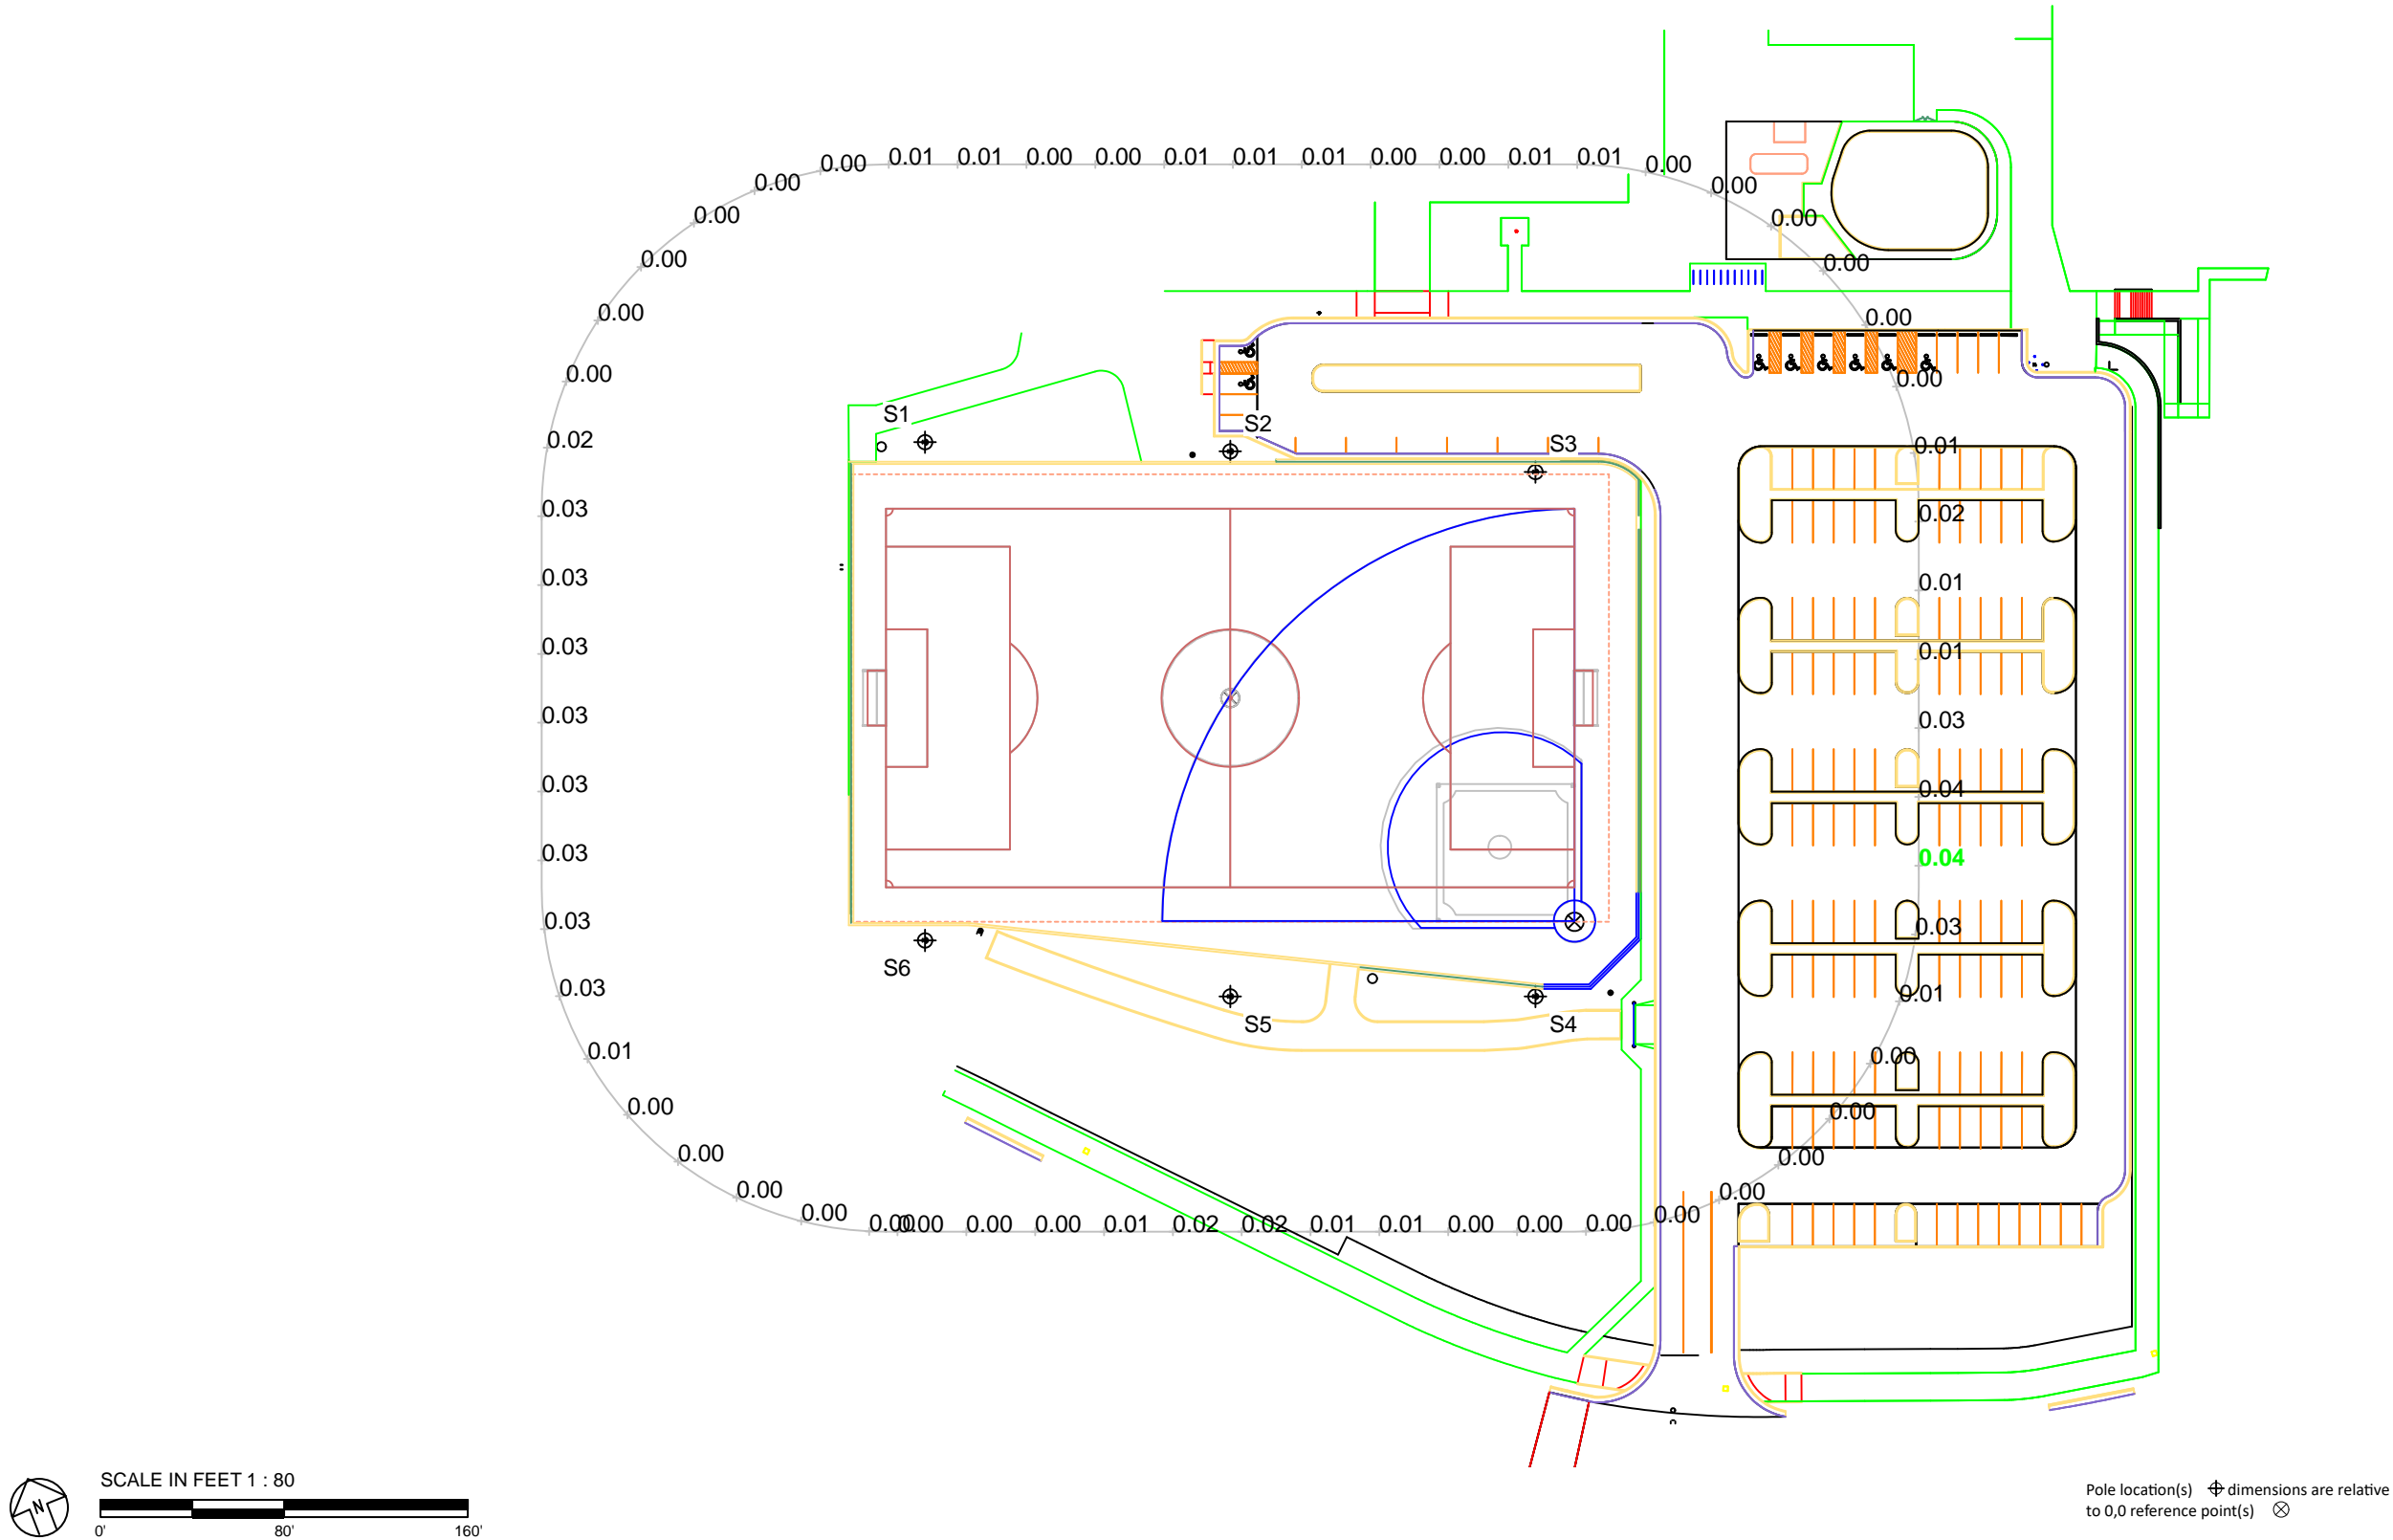 0.00 0.01 0.01 0.00 0.00 0.01 0.01 0.01 0.00 0.00 0.01 0.01 0.00
0.00 0.00
0.00 0.00
0.00 0.00
0.00 0.00
0.00 0.00
S1 S2 S3
0.02 0.01
0.03 0.02
0.03 0.01
0.03 0.01
0.03 0.03
0.03 0.04
0.03 0.04
0.03 0.03
S6
0.03 0.01
S5 S4
0.01 0.00
0.00 0.00
0.00 0.00
0.00 0.00
0.00 0.00 0.00 0.00 0.00 0.01 0.02 0.02 0.01 0.01 0.00 0.00 0.00 0.00
SCALE IN FEET 1 : 80
N
0' 80' 160'
Pole location(s) dimensions are relative
to 0,0 reference point(s)